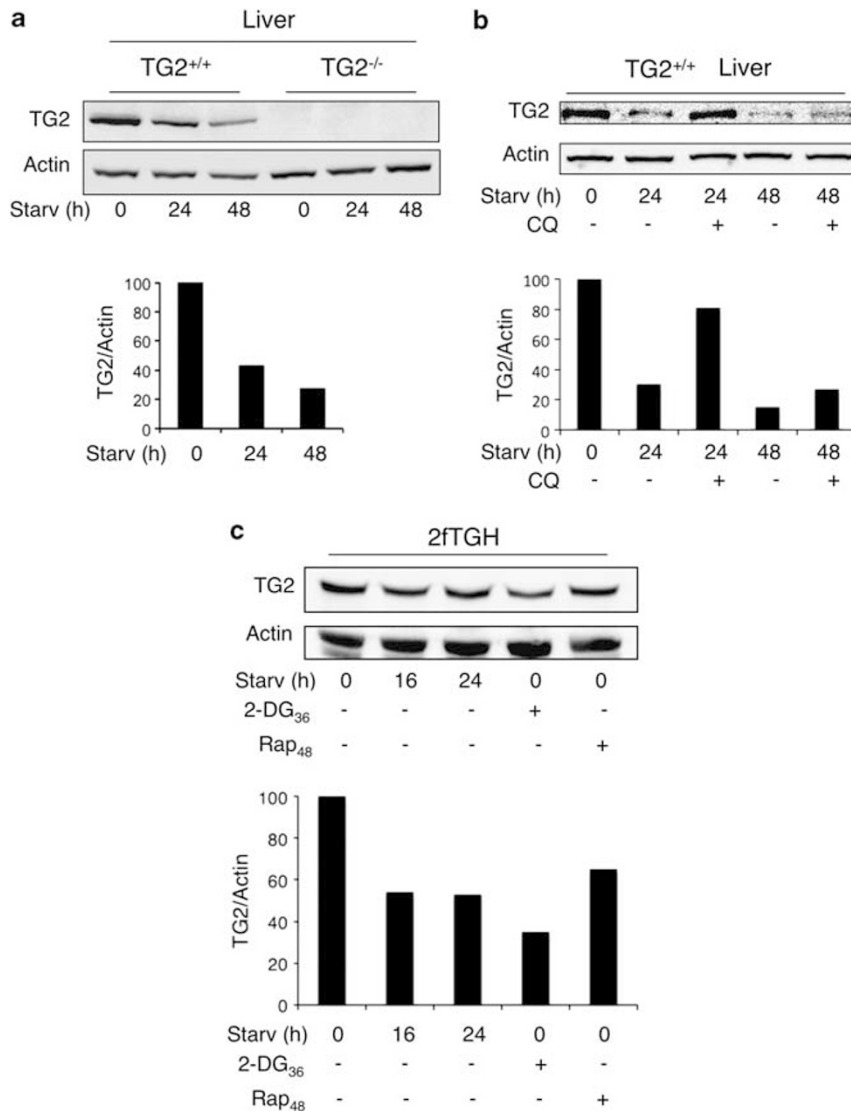 a
Liver
TG2+/+ TG2-/-
TG2
Actin
Starv (h) 0 24 48 0 24 48
100
80
60
40
20
0
TG2/Actin
Starv (h) 0 24 48
b
TG2+/+ Liver
TG2
Actin
Starv (h) 0 24 24 48 48
CQ - - + - +
100
80
60
40
20
0
TG2/Actin
Starv (h) 0 24 24 48 48
CQ - - + - +
c
2fTGH
TG2
Actin
Starv (h) 0 16 24 0 0
2-DG36 - - - + -
Rap48 - - - - +
100
80
60
40
20
0
TG2/Actin
Starv (h) 0 16 24 0 0
2-DG36 - - - + -
Rap48 - - - - +